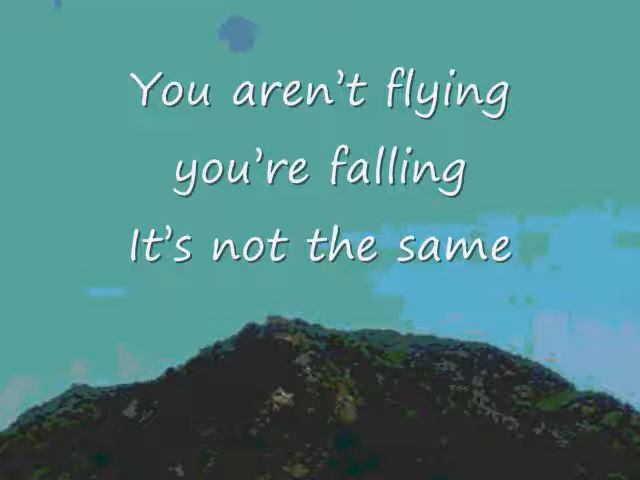 You aren’t flying
you’re falling
It’s not the same